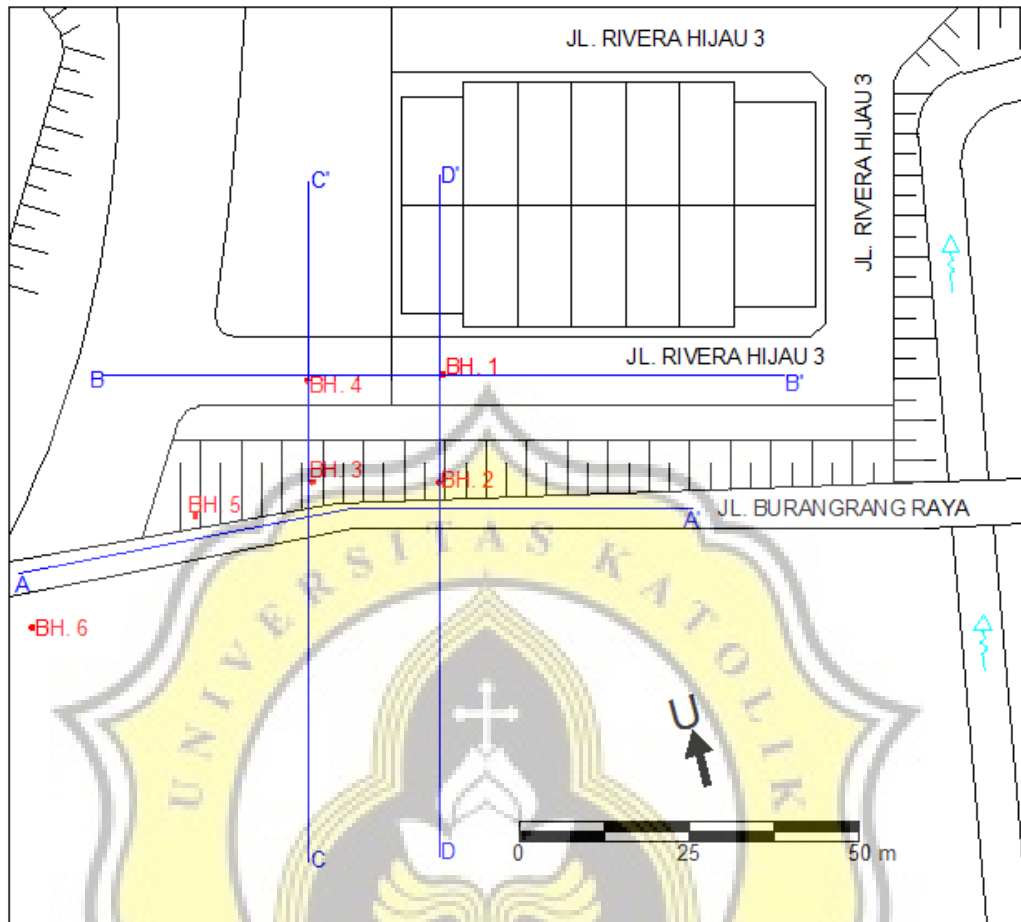 JL. RIVERA HIJAU 3
JL. RIVERA HIJAU 3
C'
D'
JL. RIVERA HIJAU 3
BH. 1
B
BH. 4
B'
BH. 3
BH. 2
BH. 5
JL. BURANGRANG RAYA
A'
A
BH. 6
UNIVERSITAS KATOLIK
U
C
D
0 25 50 m